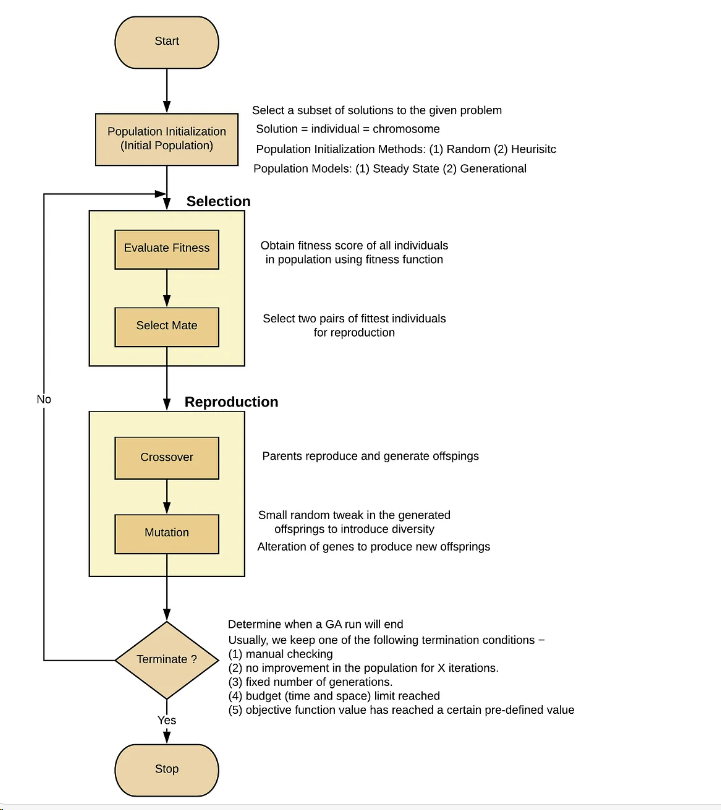 Start
Select a subset of solutions to the given problem
Population Initialization
(Initial Population)
Solution = individual = chromosome
Population Initialization Methods: (1) Random (2) Heurisitc
Population Models: (1) Steady State (2) Generational
Selection
Evaluate Fitness
Obtain fitness score of all individuals
in population using fitness function
Select Mate
Select two pairs of fittest individuals
for reproduction
No
Reproduction
Crossover
Parents reproduce and generate offspings
Mutation
Small random tweak in the generated
offsprings to introduce diversity
Alteration of genes to produce new offsprings
Terminate ?
Determine when a GA run will end
Usually, we keep one of the following termination conditions −
(1) manual checking
(2) no improvement in the population for X iterations.
(3) fixed number of generations.
(4) budget (time and space) limit reached
(5) objective function value has reached a certain pre-defined value
Yes
Stop